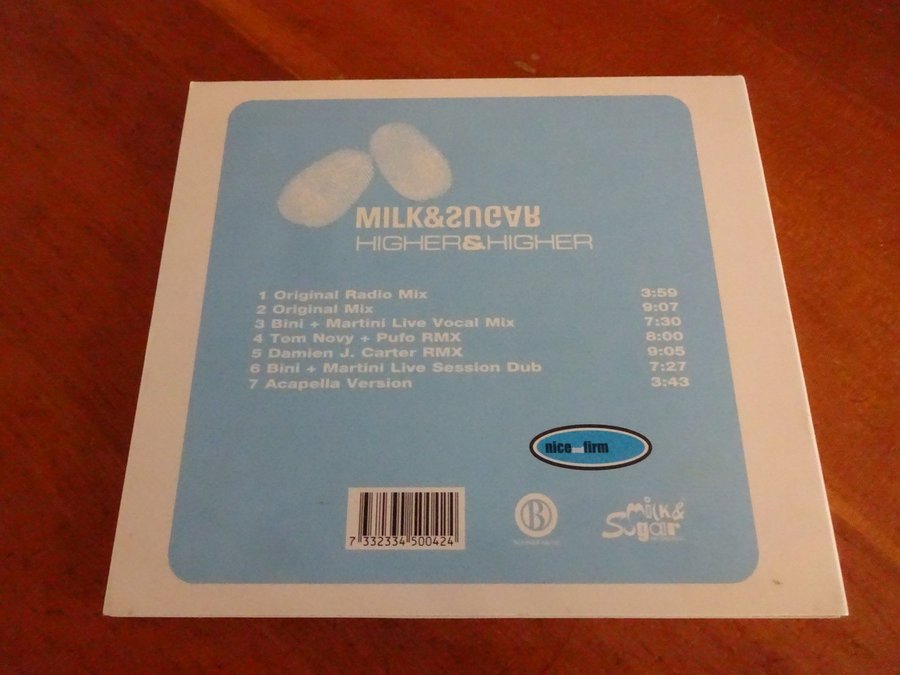 MILK&SUGAR
HIGHER&HIGHER
1 Original Radio Mix 3:59
2 Original Mix 9:07
3 Bini + Martini Live Vocal Mix 7:30
4 Tom Novy + Pufo RMX 8:00
5 Damien J. Carter RMX 9:05
6 Bini + Martini Live Session Dub 7:27
7 Acapella Version 3:43
nice_firm
B
Milk&
Sugar
7 332334 500424